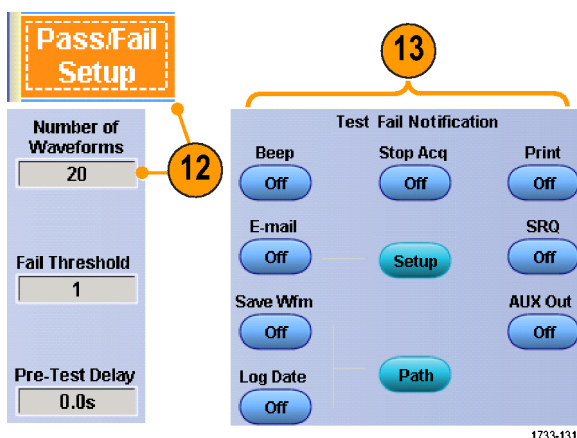 Pass/Fail
Setup
12
Number of
Waveforms
20
Fail Threshold
1
Pre-Test Delay
0.0s
13
Test Fail Notification
Beep
Stop Acq
Print
Off
Off
Off
E-mail
SRQ
Off
Setup
Off
Save Wfm
AUX Out
Off
Off
Log Date
Path
Off
1733-131